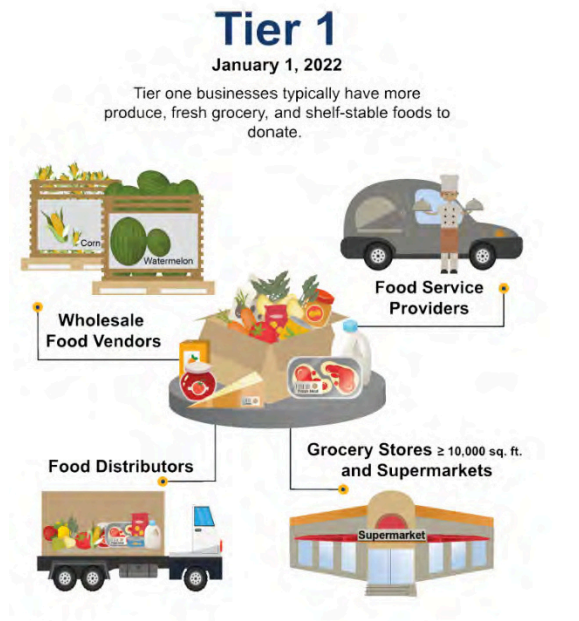 Tier 1
January 1, 2022
Tier one businesses typically have more
produce, fresh grocery, and shelf-stable foods to
donate.
Corn
Watermelon
Food Service
Providers
Wholesale
Food Vendors
Grocery Stores ≥ 10,000 sq. ft.
and Supermarkets
Food Distributors
Supermarket